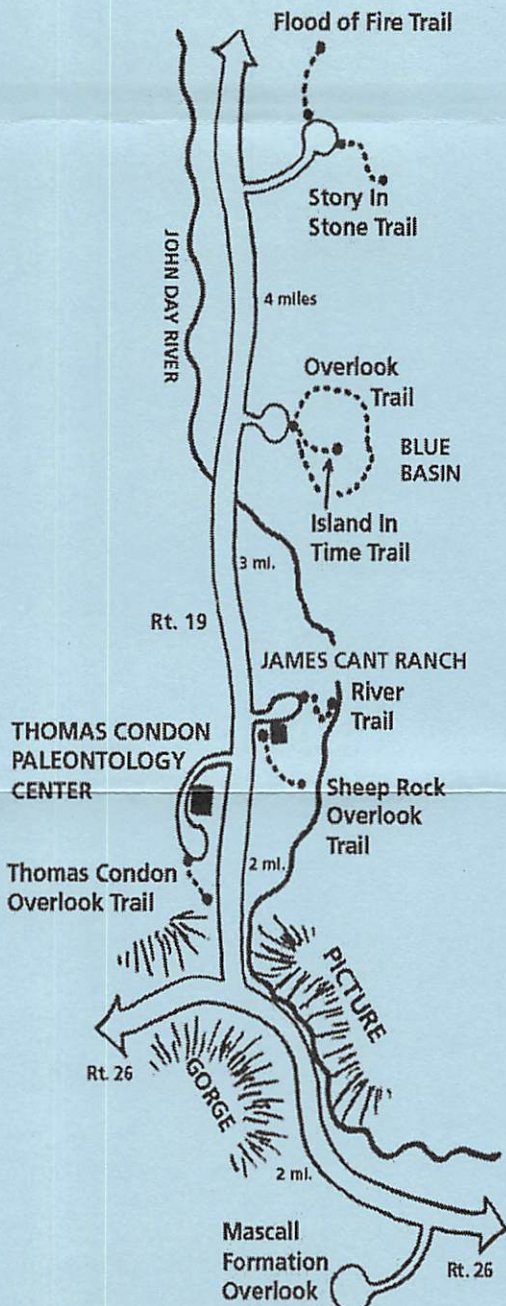 Flood of Fire Trail
Story In
Stone Trail
JOHN DAY RIVER
4 miles
Overlook
Trail
BLUE
BASIN
Island In
Time Trail
3 mi.
Rt. 19
JAMES CANT RANCH
River
Trail
THOMAS CONDON
PALEONTOLOGY
CENTER
Sheep Rock
Overlook
Trail
2 mi.
Thomas Condon
Overlook Trail
PICTURE
GORGE
Rt. 26
2 mi.
Mascall
Formation
Overlook
Rt. 26